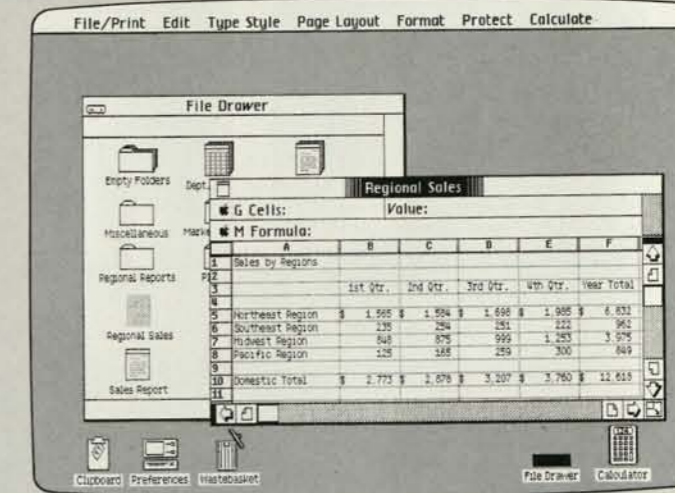 File/Print Edit Type Style Page Layout Format Protect Calculate
File Drawer
Empty Folders
Dept.
Regional Sales
G Cells: Value:
Miscellaneous
M Formula:
A B C D E F
1 Sales by Regions
Regional Reports
2
3 1st Qtr. 2nd Qtr. 3rd Qtr. 4th Qtr. Year Total
4
5 Northeast Region $ 1,565 $ 1,584 $ 1,698 $ 1,985 $ 6,832
Regional Sales
6 Southeast Region 235 254 251 222 962
7 Midwest Region 848 875 999 1,253 3,975
8 Pacific Region 125 165 259 300 849
9
10 Domestic Total $ 2,773 $ 2,878 $ 3,207 $ 3,760 $ 12,618
Sales Report
11
Clipboard Preferences Wastebasket File Drawer Calculator